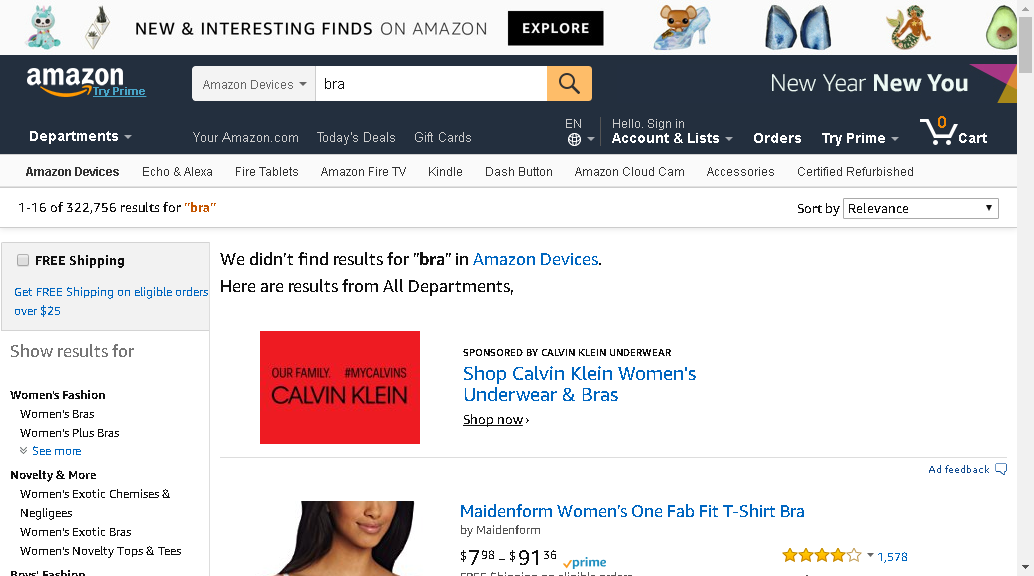 NEW & INTERESTING FINDS ON AMAZON EXPLORE
amazon
Try Prime
Amazon Devices
bra
New Year New You
Departments
Your Amazon.com Today's Deals Gift Cards
EN
Hello. Sign in
Account & Lists
Orders
Try Prime
0
Cart
Amazon Devices Echo & Alexa Fire Tablets Amazon Fire TV Kindle Dash Button Amazon Cloud Cam Accessories Certified Refurbished
1-16 of 322,756 results for "bra"
Sort by Relevance
FREE Shipping
Get FREE Shipping on eligible orders
over $25
Show results for
Women's Fashion
Women's Bras
Women's Plus Bras
See more
Novelty & More
Women's Exotic Chemises &
Negligees
Women's Exotic Bras
Women's Novelty Tops & Tees
Boys' Fashion
We didn't find results for "bra" in Amazon Devices.
Here are results from All Departments,
OUR FAMILY. #MYCALVINS
CALVIN KLEIN
SPONSORED BY CALVIN KLEIN UNDERWEAR
Shop Calvin Klein Women's
Underwear & Bras
Shop now ›
Ad feedback
Maidenform Women's One Fab Fit T-Shirt Bra
by Maidenform
$7 98 - $91 36 prime
1,578
FREE Shipping on eligible orders